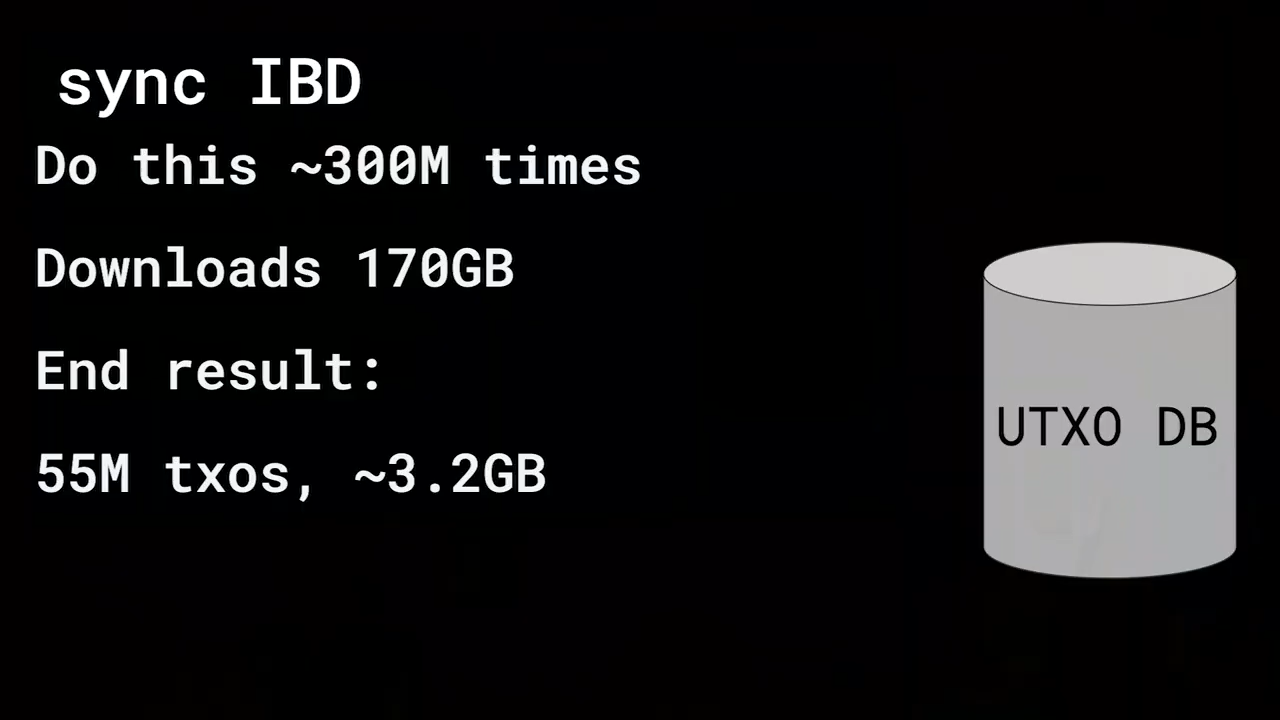 sync IBD
Do this ~300M times
Downloads 170GB
End result:
55M txos, ~3.2GB
UTXO DB